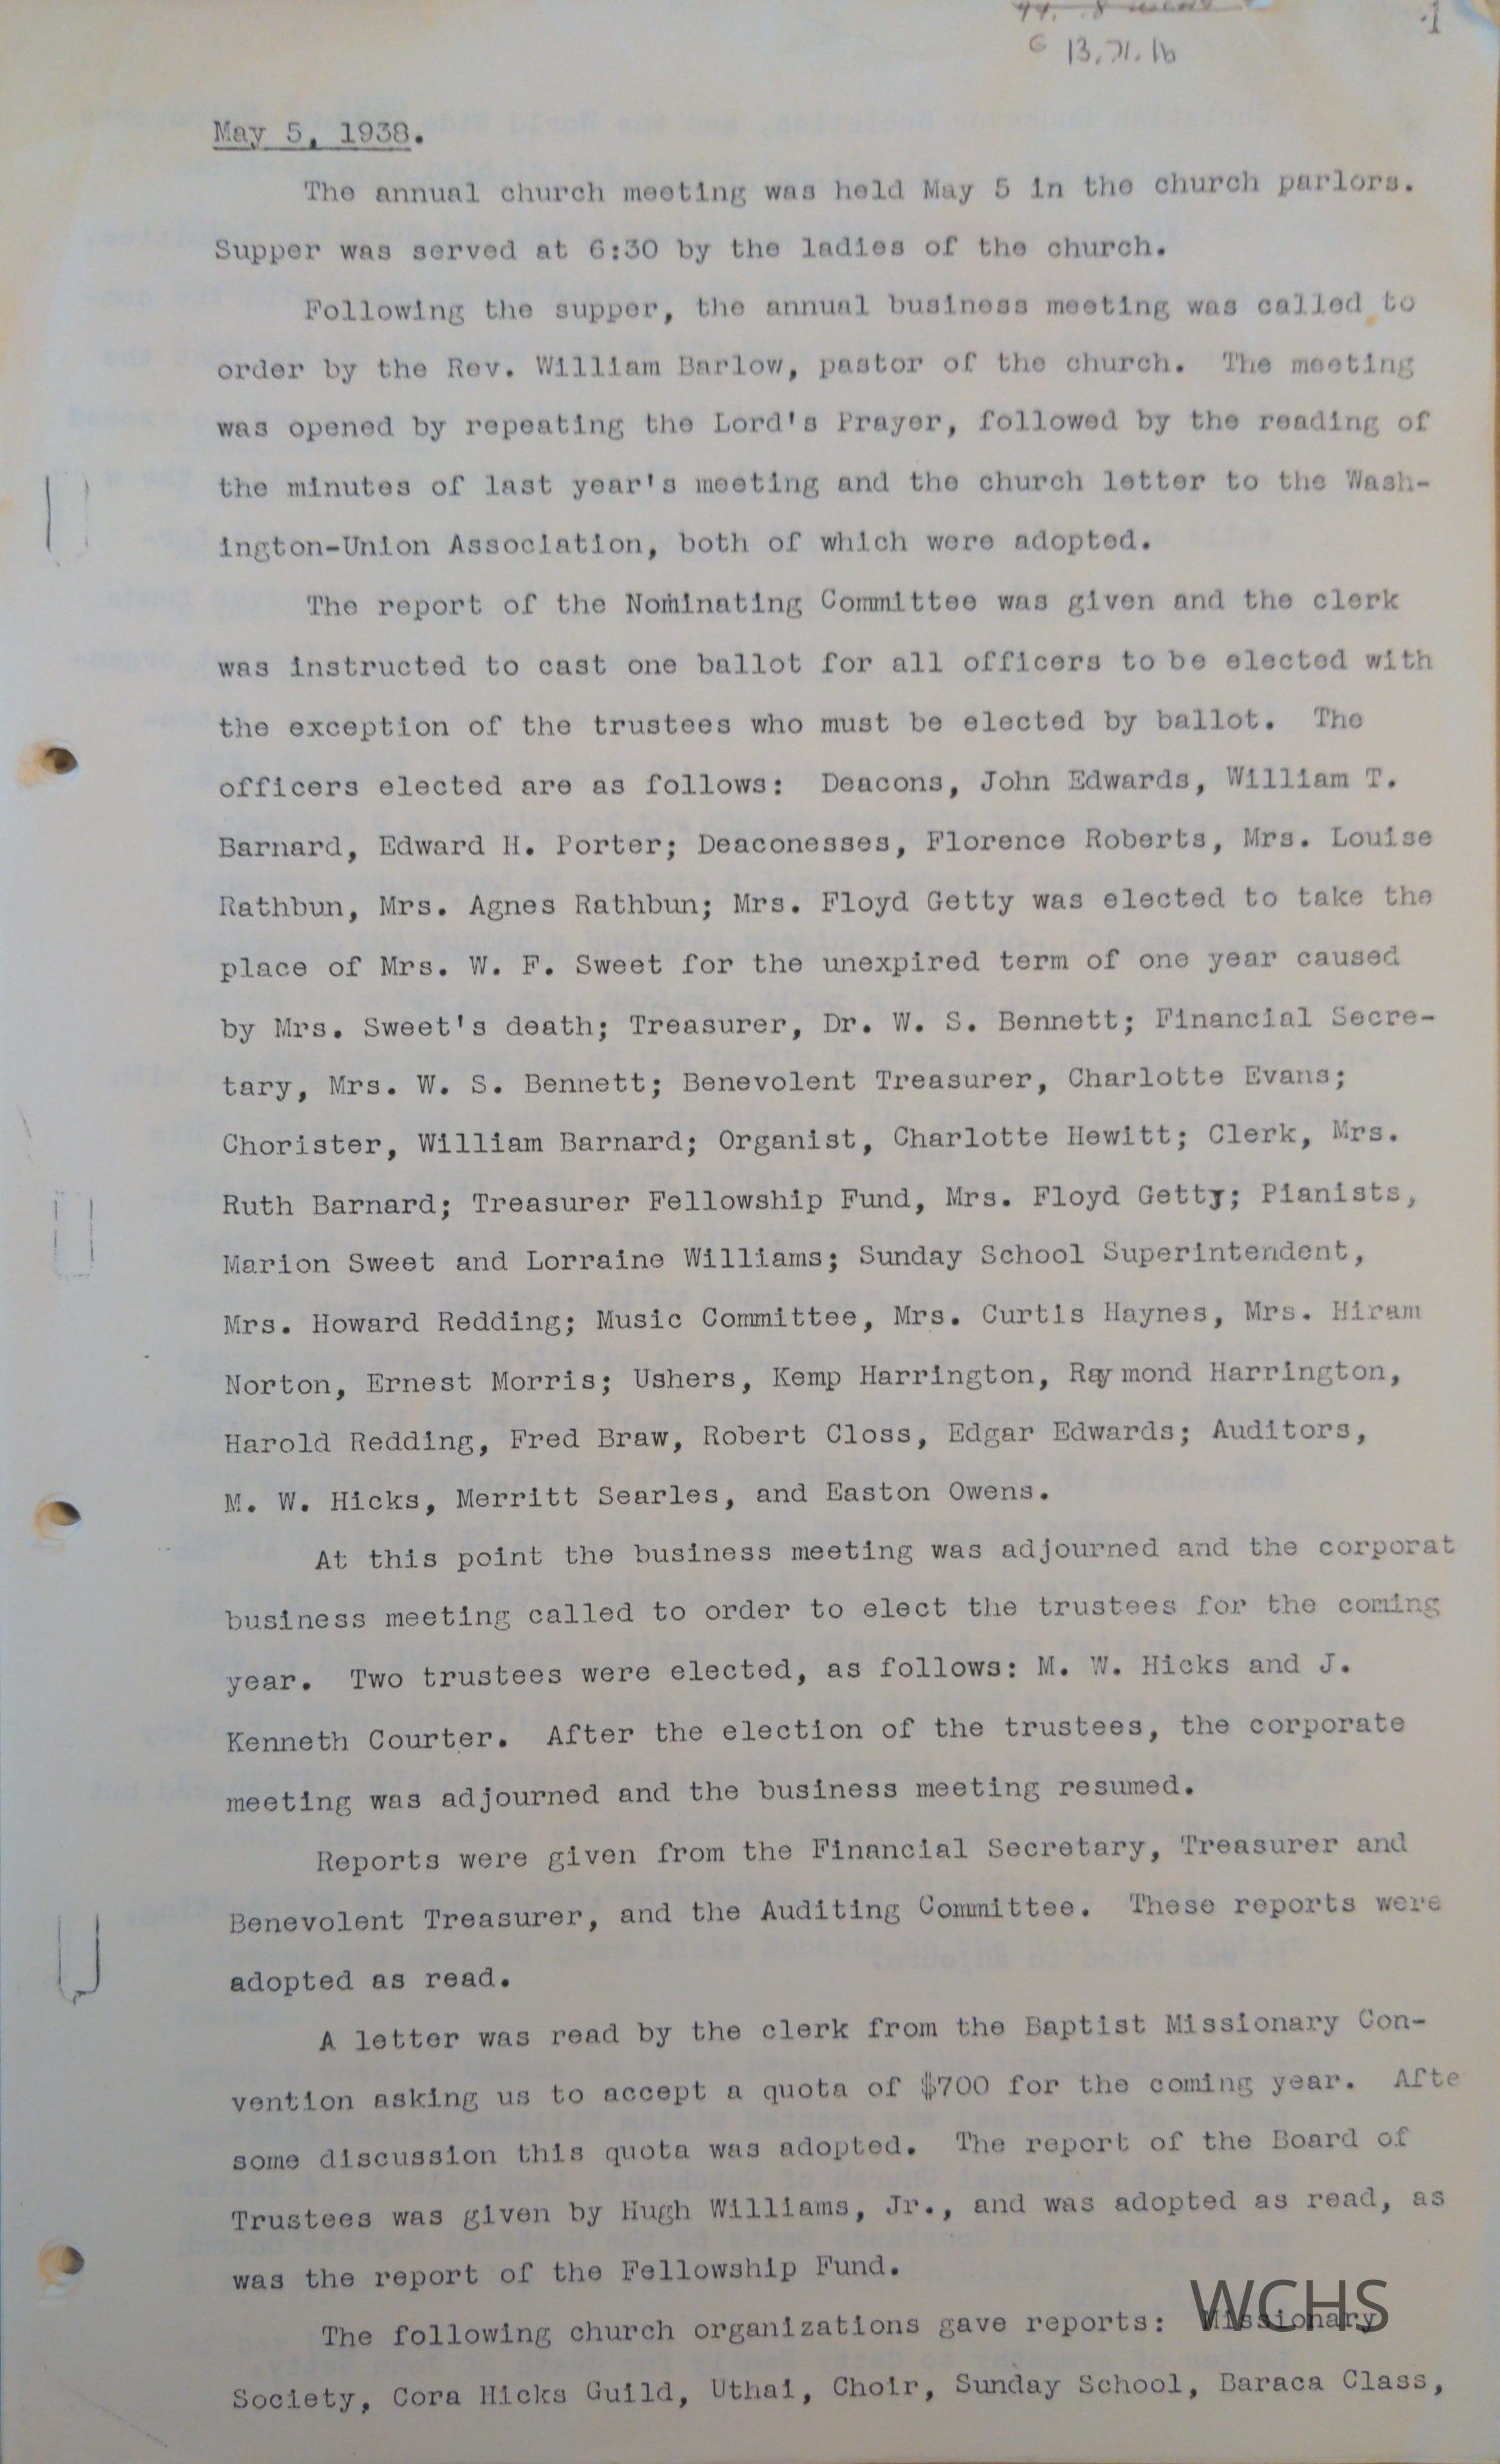 1
13.71.16
May 5, 1938.
The annual church meeting was held May 5 in the church parlors.
Supper was served at 6:30 by the ladies of the church.
Following the supper, the annual business meeting was called to
order by the Rev. William Barlow, pastor of the church. The meeting
was opened by repeating the Lord's Prayer, followed by the reading of
the minutes of last year's meeting and the church letter to the Wash-
ington-Union Association, both of which were adopted.
The report of the Nominating Committee was given and the clerk
was instructed to cast one ballot for all officers to be elected with
the exception of the trustees who must be elected by ballot. The
officers elected are as follows: Deacons, John Edwards, William T.
Barnard, Edward H. Porter; Deaconesses, Florence Roberts, Mrs. Louise
Rathbun, Mrs. Agnes Rathbun; Mrs. Floyd Getty was elected to take the
place of Mrs. W. F. Sweet for the unexpired term of one year caused
by Mrs. Sweet's death; Treasurer, Dr. W. S. Bennett; Financial Secre-
tary, Mrs. W. S. Bennett; Benevolent Treasurer, Charlotte Evans;
Chorister, William Barnard; Organist, Charlotte Hewitt; Clerk, Mrs.
Ruth Barnard; Treasurer Fellowship Fund, Mrs. Floyd Getty; Pianists,
Marion Sweet and Lorraine Williams; Sunday School Superintendent,
Mrs. Howard Redding; Music Committee, Mrs. Curtis Haynes, Mrs. Hiram
Norton, Ernest Morris; Ushers, Kemp Harrington, Raymond Harrington,
Harold Redding, Fred Braw, Robert Closs, Edgar Edwards; Auditors,
M. W. Hicks, Merritt Searles, and Easton Owens.
At this point the business meeting was adjourned and the corporat
business meeting called to order to elect the trustees for the coming
year. Two trustees were elected, as follows: M. W. Hicks and J.
Kenneth Courter. After the election of the trustees, the corporate
meeting was adjourned and the business meeting resumed.
Reports were given from the Financial Secretary, Treasurer and
Benevolent Treasurer, and the Auditing Committee. These reports were
adopted as read.
A letter was read by the clerk from the Baptist Missionary Con-
vention asking us to accept a quota of $700 for the coming year. Afte
some discussion this quota was adopted. The report of the Board of
Trustees was given by Hugh Williams, Jr., and was adopted as read, as
was the report of the Fellowship Fund.
The following church organizations gave reports: Missionary
Society, Cora Hicks Guild, Uthai, Choir, Sunday School, Baraca Class,
WCHS